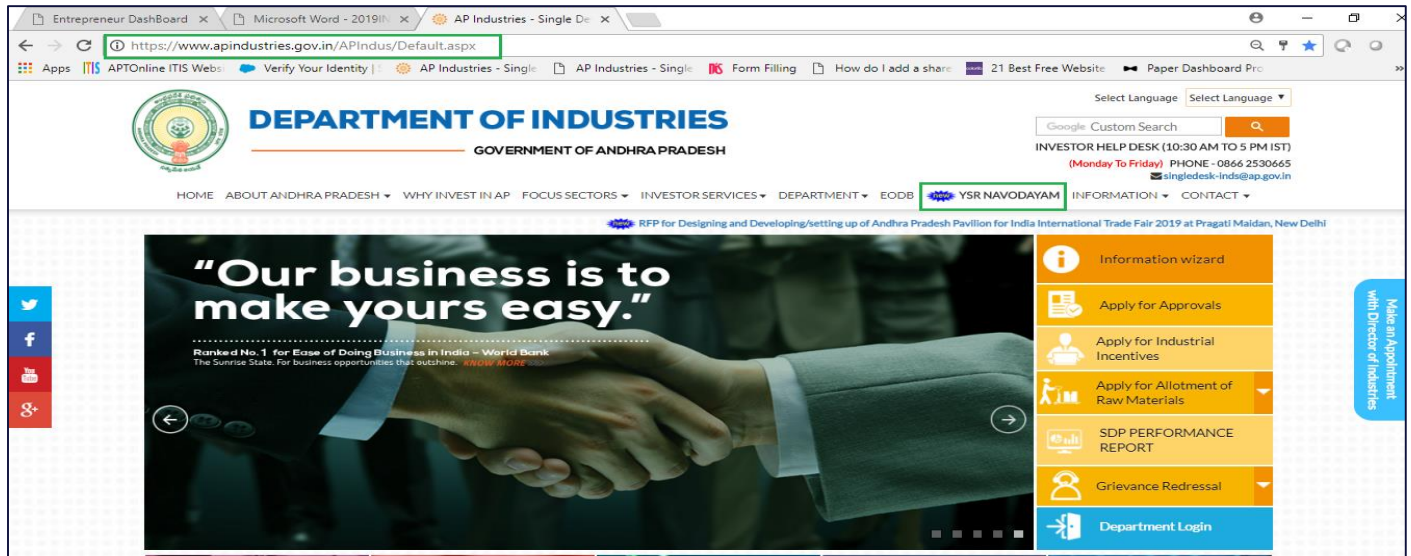 Entrepreneur DashBoard
Microsoft Word - 2019IN
AP Industries - Single De
https://www.apindustries.gov.in/APIndus/Default.aspx
Apps APTOnline ITIS Webs Verify Your Identity | AP Industries - Single AP Industries - Single Form Filling How do I add a share 21 Best Free Website Paper Dashboard Pro
Select Language Select Language
DEPARTMENT OF INDUSTRIES
GOVERNMENT OF ANDHRA PRADESH
Google Custom Search
INVESTOR HELP DESK (10:30 AM TO 5 PM IST)
(Monday To Friday) PHONE - 0866 2530665
singledesk-inds@ap.gov.in
HOME ABOUT ANDHRA PRADESH WHY INVEST IN AP FOCUS SECTORS INVESTOR SERVICES DEPARTMENT EODB new YSR NAVODAYAM INFORMATION CONTACT
new RFP for Designing and Developing/setting up of Andhra Pradesh Pavilion for India International Trade Fair 2019 at Pragati Maidan, New Delhi
“Our business is to
make yours easy.”
Ranked No. 1 for Ease of Doing Business in India – World Bank
The Sunrise State. For business opportunities that outshine. KNOW MORE
Information wizard
Apply for Approvals
Apply for Industrial
Incentives
Apply for Allotment of
Raw Materials
SDP PERFORMANCE
REPORT
Grievance Redressal
Department Login
Make an Appointment
with Director of Industries
You
Tube